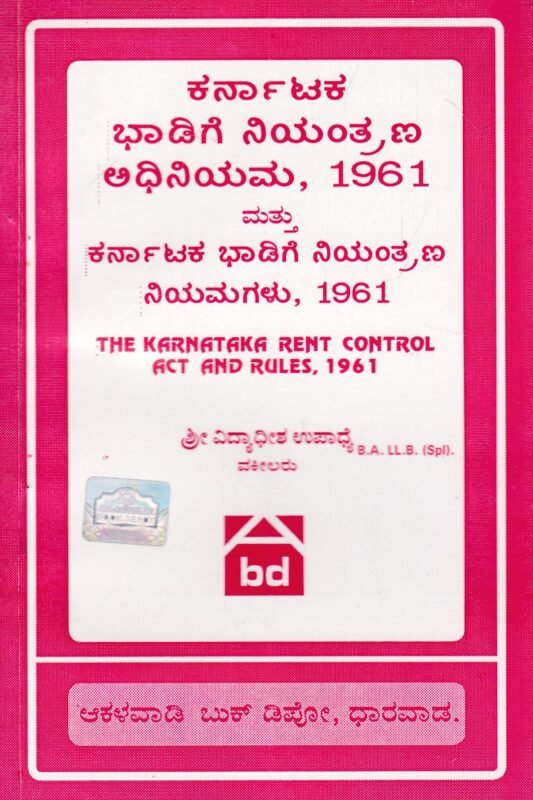 ಕರ್ನಾಟಕ
ಭಾಡಿಗೆ ನಿಯಂತ್ರಣ
ಅಧಿನಿಯಮ, 1961
ಮತ್ತು
ಕರ್ನಾಟಕ ಭಾಡಿಗೆ ನಿಯಂತ್ರಣ
ನಿಯಮಗಳು, 1961
THE KARNATAKA RENT CONTROL
ACT AND RULES, 1961
ಶ್ರೀ ವಿದ್ಯಾಧೀಶ ಉಪಾಧ್ಯೆ B.A. LL.B. (Spl).
ವಕೀಲರು
A
bd
ಆಕಳವಾಡಿ ಬುಕ್ ಡಿಪೋ, ಧಾರವಾಡ.